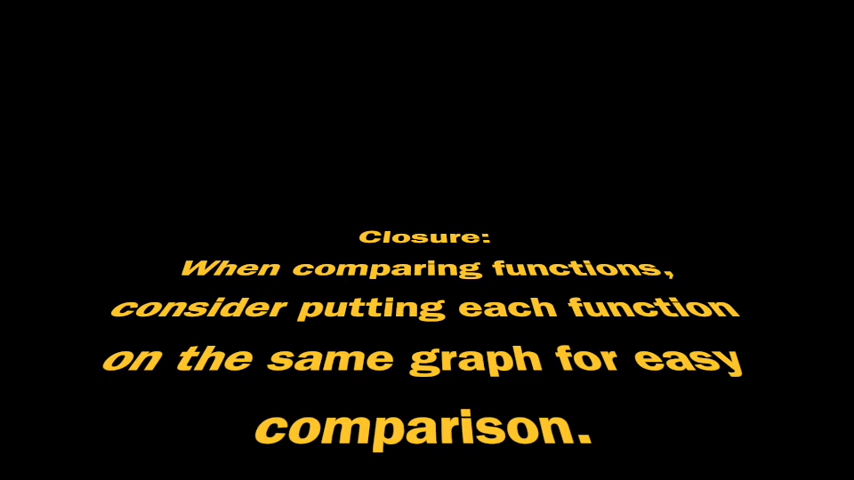 Closure:
When comparing functions,
consider putting each function
on the same graph for easy
comparison.